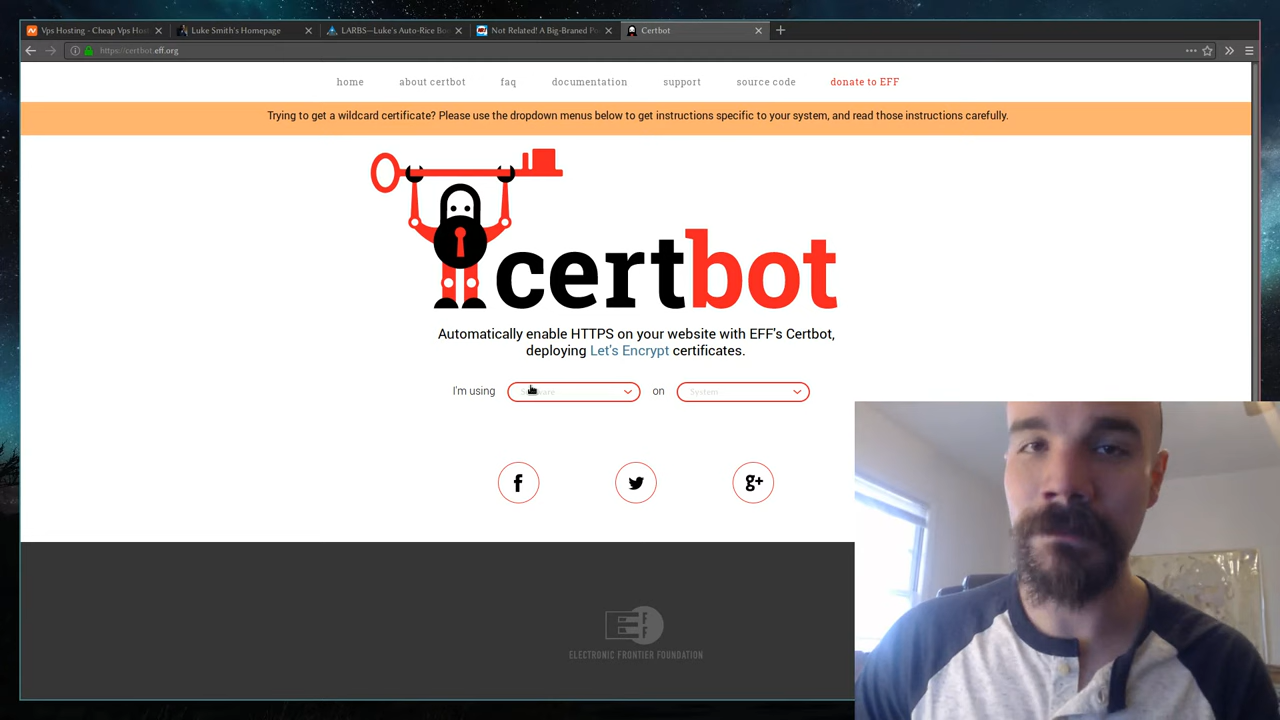 Vps Hosting - Cheap Vps Hos
Luke Smith's Homepage
LARBS—Luke's Auto-Rice Bo
Not Related! A Big-Braned Po
Certbot
https://certbot.eff.org
home about certbot faq documentation support source code donate to EFF
Trying to get a wildcard certificate? Please use the dropdown menus below to get instructions specific to your system, and read those instructions carefully.
certbot
Automatically enable HTTPS on your website with EFF's Certbot,
deploying Let's Encrypt certificates.
I'm using on System
f
g+
EFF
ELECTRONIC FRONTIER FOUNDATION